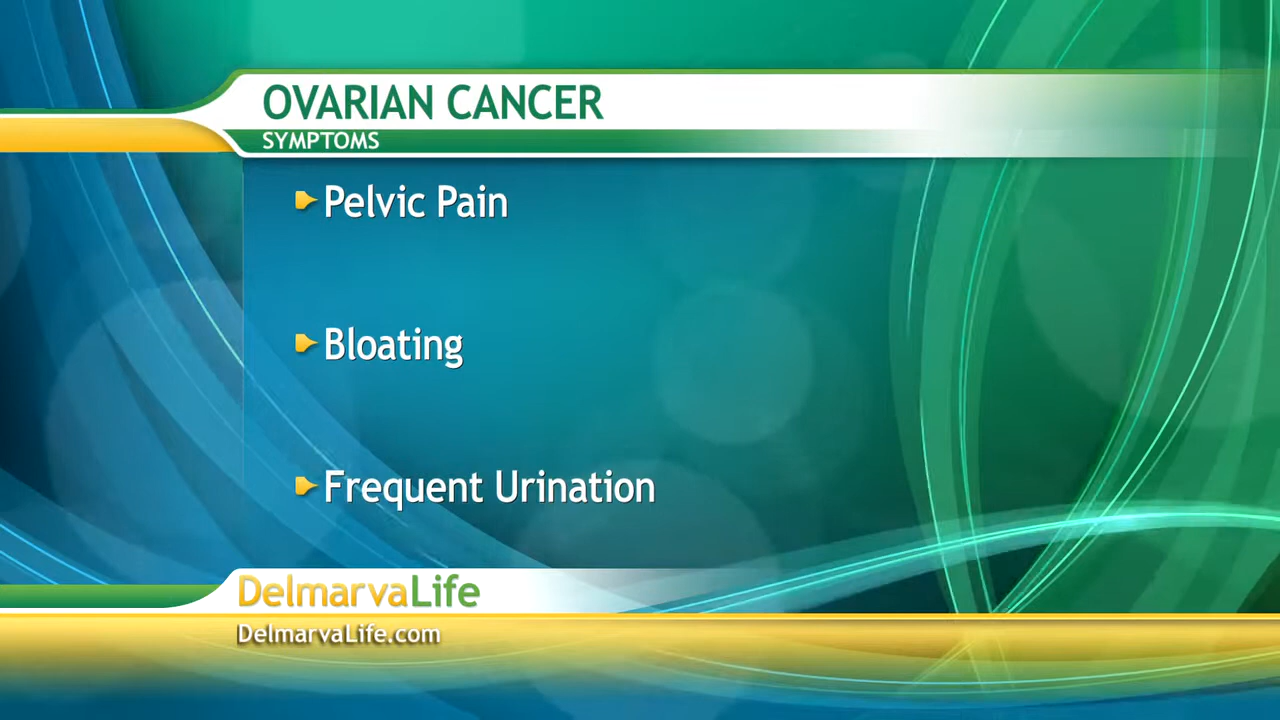 OVARIAN CANCER
SYMPTOMS
Pelvic Pain
Bloating
Frequent Urination
DelmarvaLife
DelmarvaLife.com